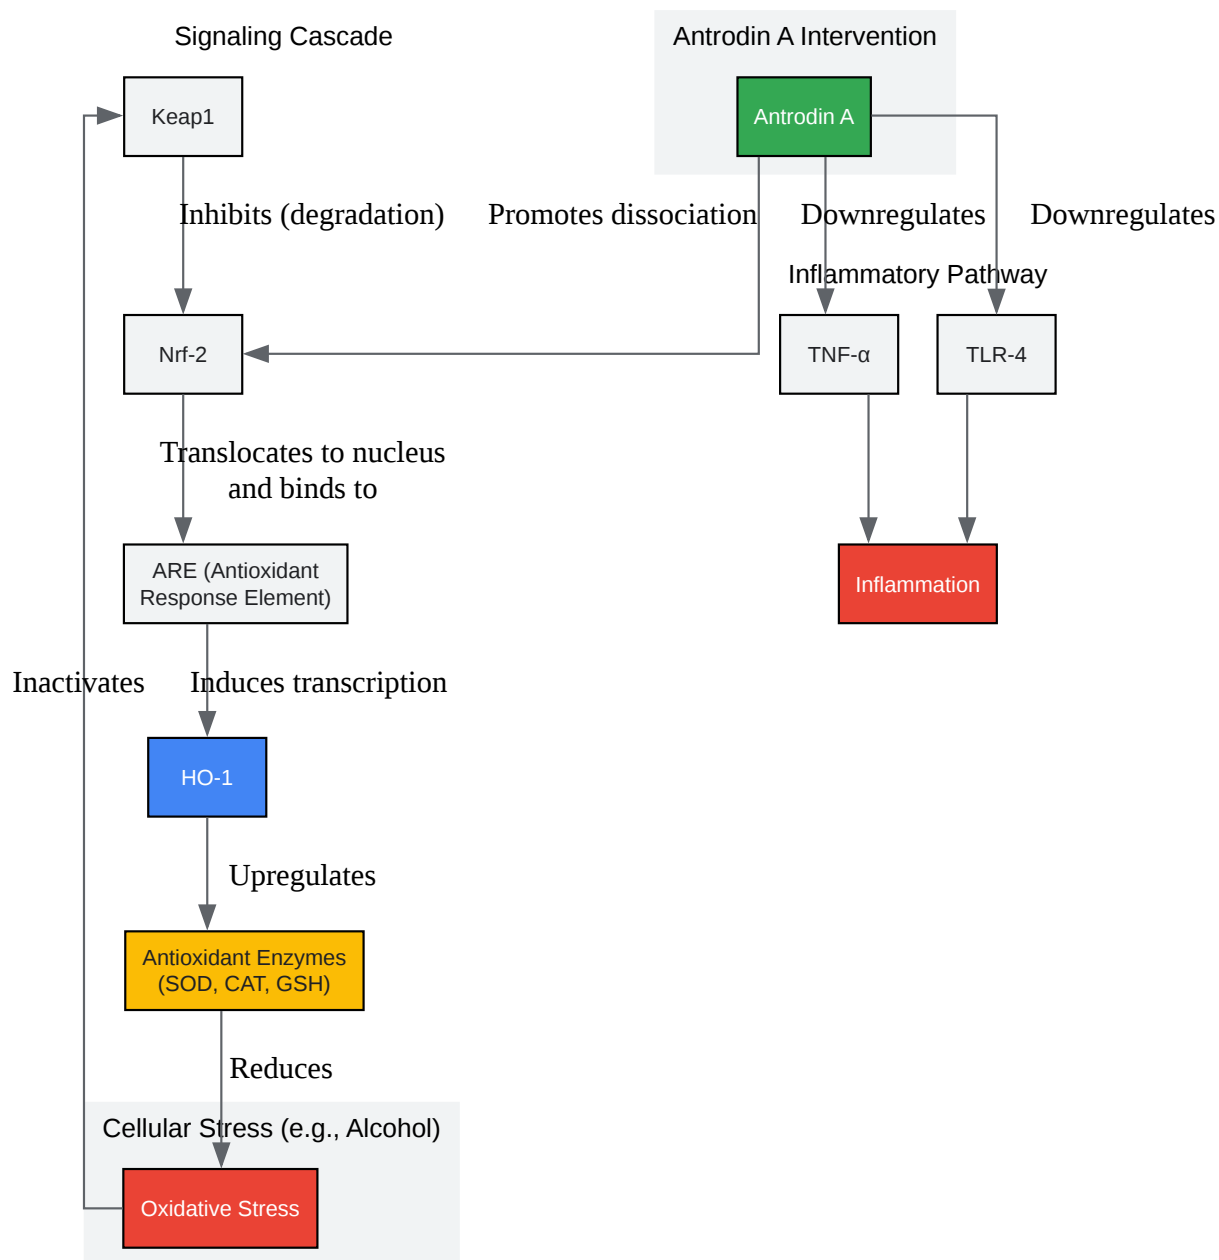 Signaling Cascade
Antrodin A Intervention
Keap1
Antrodin A
Inhibits (degradation)
Promotes dissociation
Downregulates
Downregulates
Inflammatory Pathway
Nrf-2
TNF-α
TLR-4
Translocates to nucleus
and binds to
ARE (Antioxidant
Response Element)
Inflammation
Inactivates
Induces transcription
HO-1
Upregulates
Antioxidant Enzymes
(SOD, CAT, GSH)
Reduces
Cellular Stress (e.g., Alcohol)
Oxidative Stress